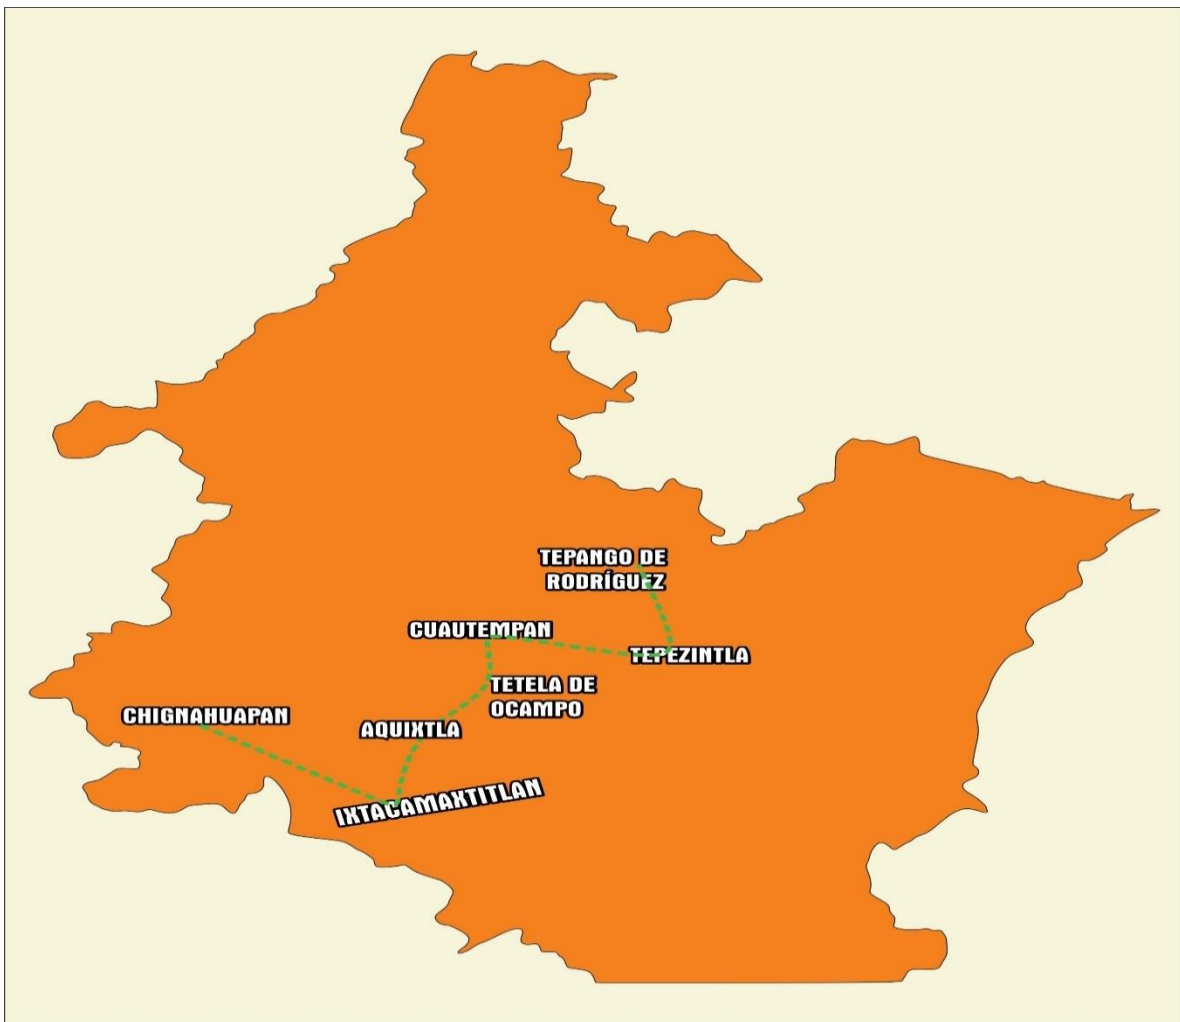 TEPANGO DE
RODRÍGUEZ
CUAUTEMPAN
TEPEZINTLA
TETELA DE
OCAMPO
CHIGNAHUAPAN
AQUIXTLA
IXTACAMAXTITLAN